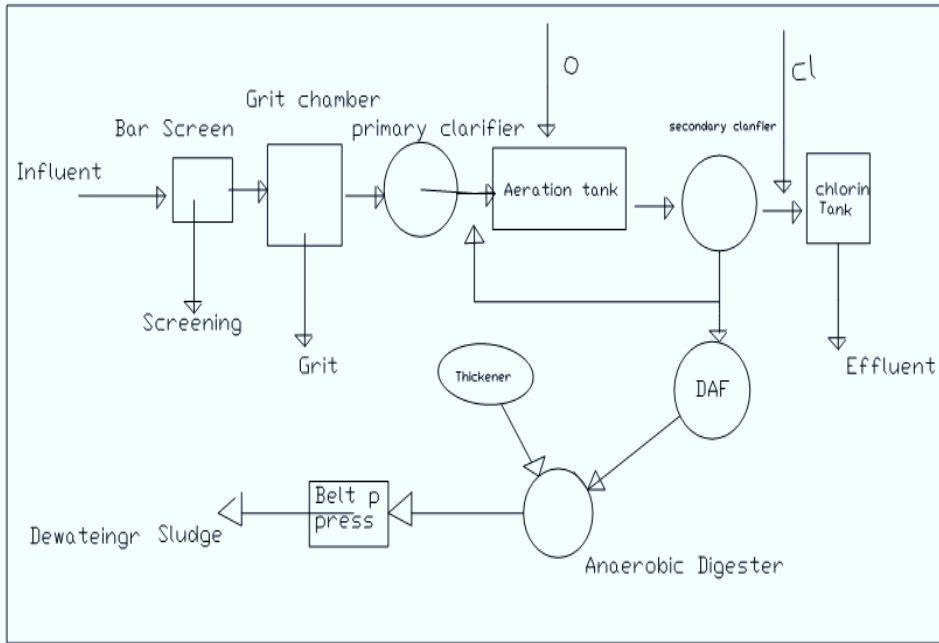 O
Cl
Grit chamber
Bar Screen
primary clarifier
secondary clanfier
Influent
Aeration tank
chlorin
Tank
Screening
Grit
Effluent
Thickener
DAF
Belt p
press
Dewateingr Sludge
Anaerobic Digester